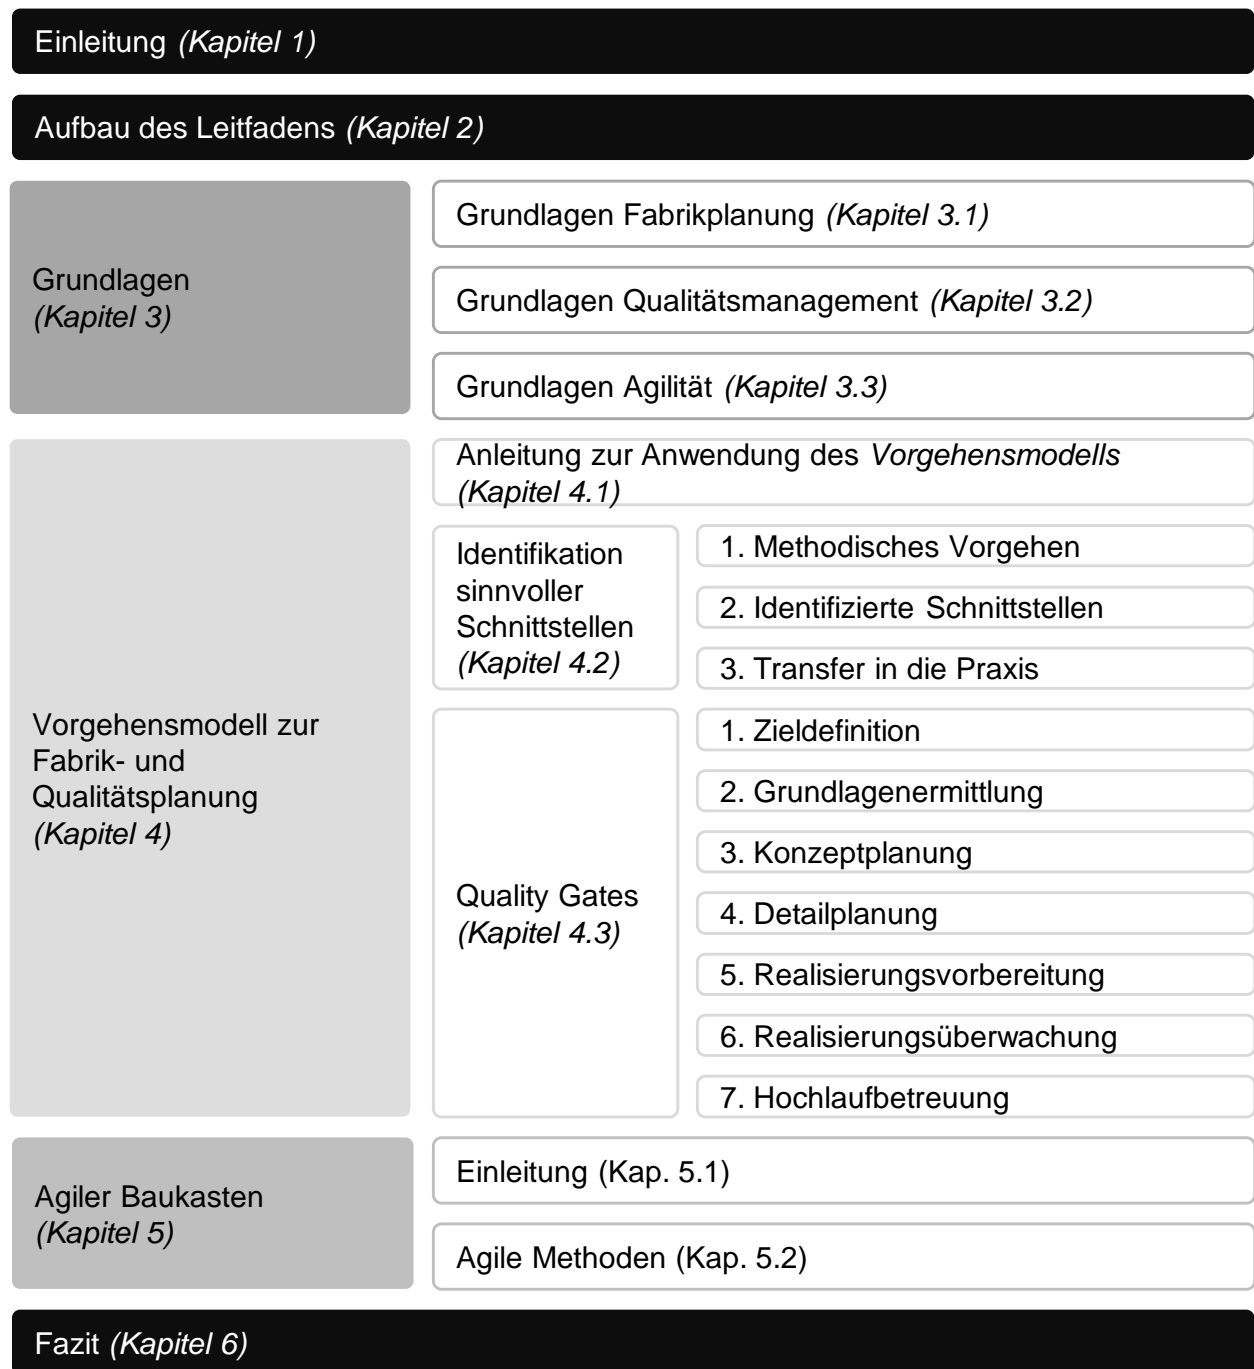 Einleitung (Kapitel 1)
Aufbau des Leitfadens (Kapitel 2)
Grundlagen
(Kapitel 3)
Grundlagen Fabrikplanung (Kapitel 3.1)
Grundlagen Qualitätsmanagement (Kapitel 3.2)
Grundlagen Agilität (Kapitel 3.3)
Vorgehensmodell zur
Fabrik- und
Qualitätsplanung
(Kapitel 4)
Anleitung zur Anwendung des Vorgehensmodells
(Kapitel 4.1)
Identifikation
sinnvoller
Schnittstellen
(Kapitel 4.2)
1. Methodisches Vorgehen
2. Identifizierte Schnittstellen
3. Transfer in die Praxis
Quality Gates
(Kapitel 4.3)
1. Zieldefinition
2. Grundlagenermittlung
3. Konzeptplanung
4. Detailplanung
5. Realisierungsvorbereitung
6. Realisierungsüberwachung
7. Hochlaufbetreuung
Agiler Baukasten
(Kapitel 5)
Einleitung (Kap. 5.1)
Agile Methoden (Kap. 5.2)
Fazit (Kapitel 6)